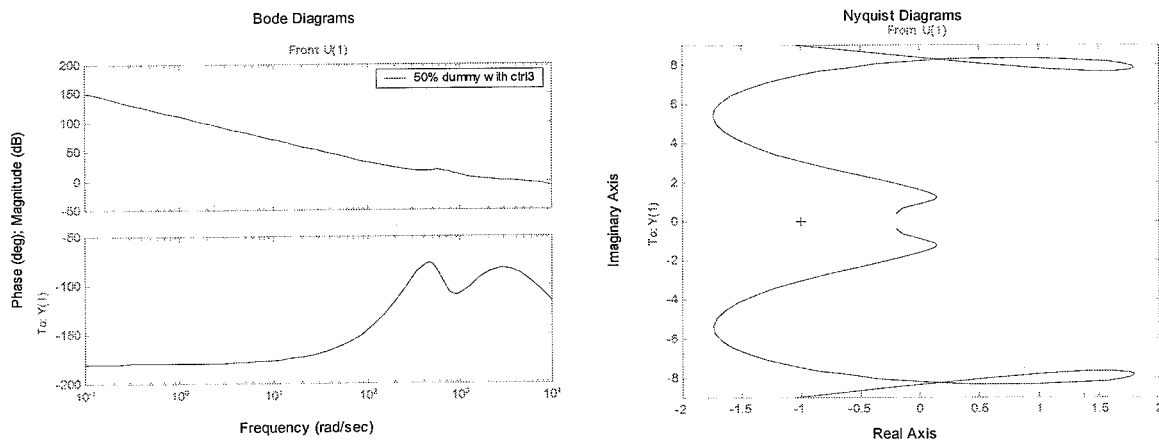 Bode Diagrams
From: U(1)
50% dummy with ctrl3
Phase (deg); Magnitude (dB)
To: Y(1)
200
150
100
50
0
-50
-50
-100
-150
-200
Frequency (rad/sec)
Nyquist Diagrams
From: U(1)
Imaginary Axis
To: Y(1)
8
6
4
2
0
-2
-4
-6
-8
-2
-1.5
-1
-0.5
0
0.5
1
1.5
2
Real Axis